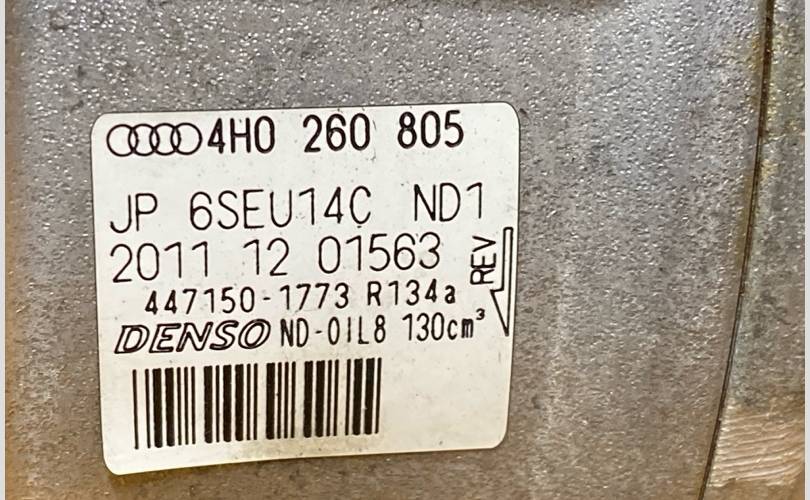 4H0 260 805
JP 6SEU14C ND1
2011 12 01563
REV
447150-1773 R134a
DENSO ND-OIL8 130cm³